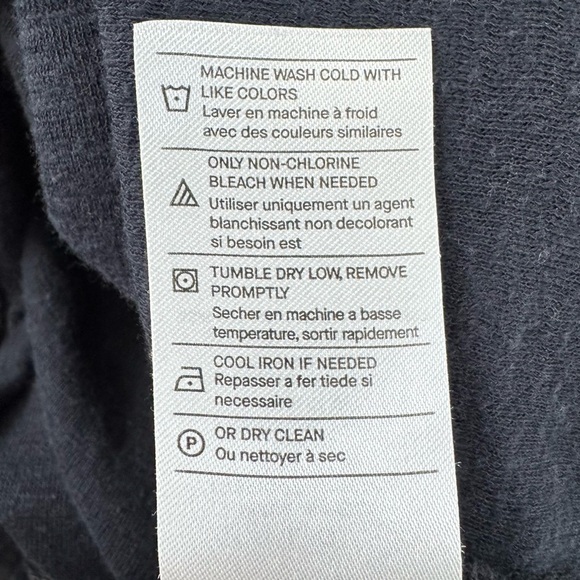 MACHINE WASH COLD WITH
LIKE COLORS
Laver en machine à froid
avec des couleurs similaires
ONLY NON-CHLORINE
BLEACH WHEN NEEDED
Utiliser uniquement un agent
blanchissant non decolorant
si besoin est
TUMBLE DRY LOW, REMOVE
PROMPTLY
Secher en machine a basse
temperature, sortir rapidement
COOL IRON IF NEEDED
Repasser a fer tiede si
necessaire
P
OR DRY CLEAN
Ou nettoyer à sec